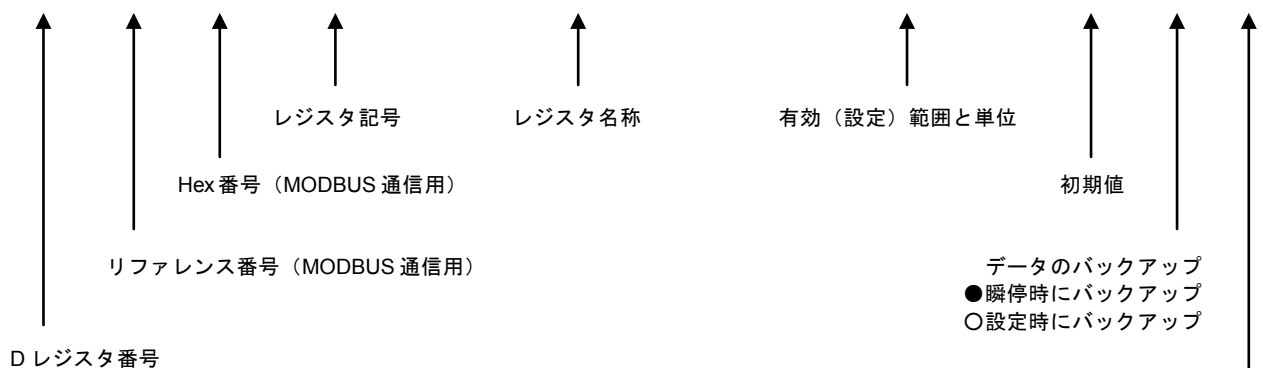 レジスタ記号
レジスタ名称
有効（設定）範囲と単位
Hex 番号（MODBUS 通信用）
初期値
リファレンス番号（MODBUS 通信用）
データのバックアップ
●瞬停時にバックアップ
○設定時にバックアップ
D レジスタ番号